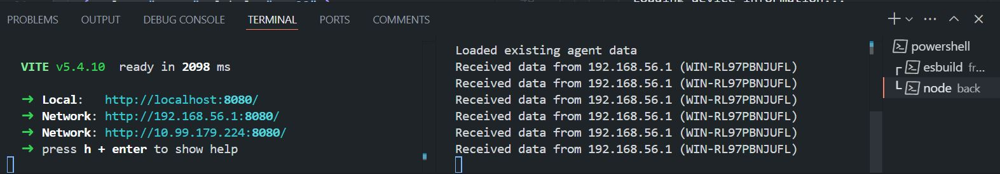 Loading device information...
PROBLEMS OUTPUT DEBUG CONSOLE TERMINAL PORTS COMMENTS
VITE v5.4.10 ready in 2098 ms
➜ Local: http://localhost:8080/
➜ Network: http://192.168.56.1:8080/
➜ Network: http://10.99.179.224:8080/
➜ press h + enter to show help
Loaded existing agent data
Received data from 192.168.56.1 (WIN-RL97PBNJUFL)
Received data from 192.168.56.1 (WIN-RL97PBNJUFL)
Received data from 192.168.56.1 (WIN-RL97PBNJUFL)
Received data from 192.168.56.1 (WIN-RL97PBNJUFL)
Received data from 192.168.56.1 (WIN-RL97PBNJUFL)
Received data from 192.168.56.1 (WIN-RL97PBNJUFL)
powershell
esbuild fr...
node back